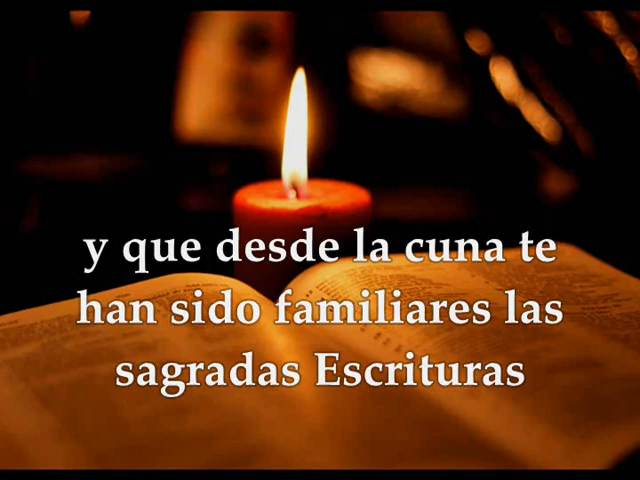 y que desde la cuna te
han sido familiares las
sagradas Escrituras